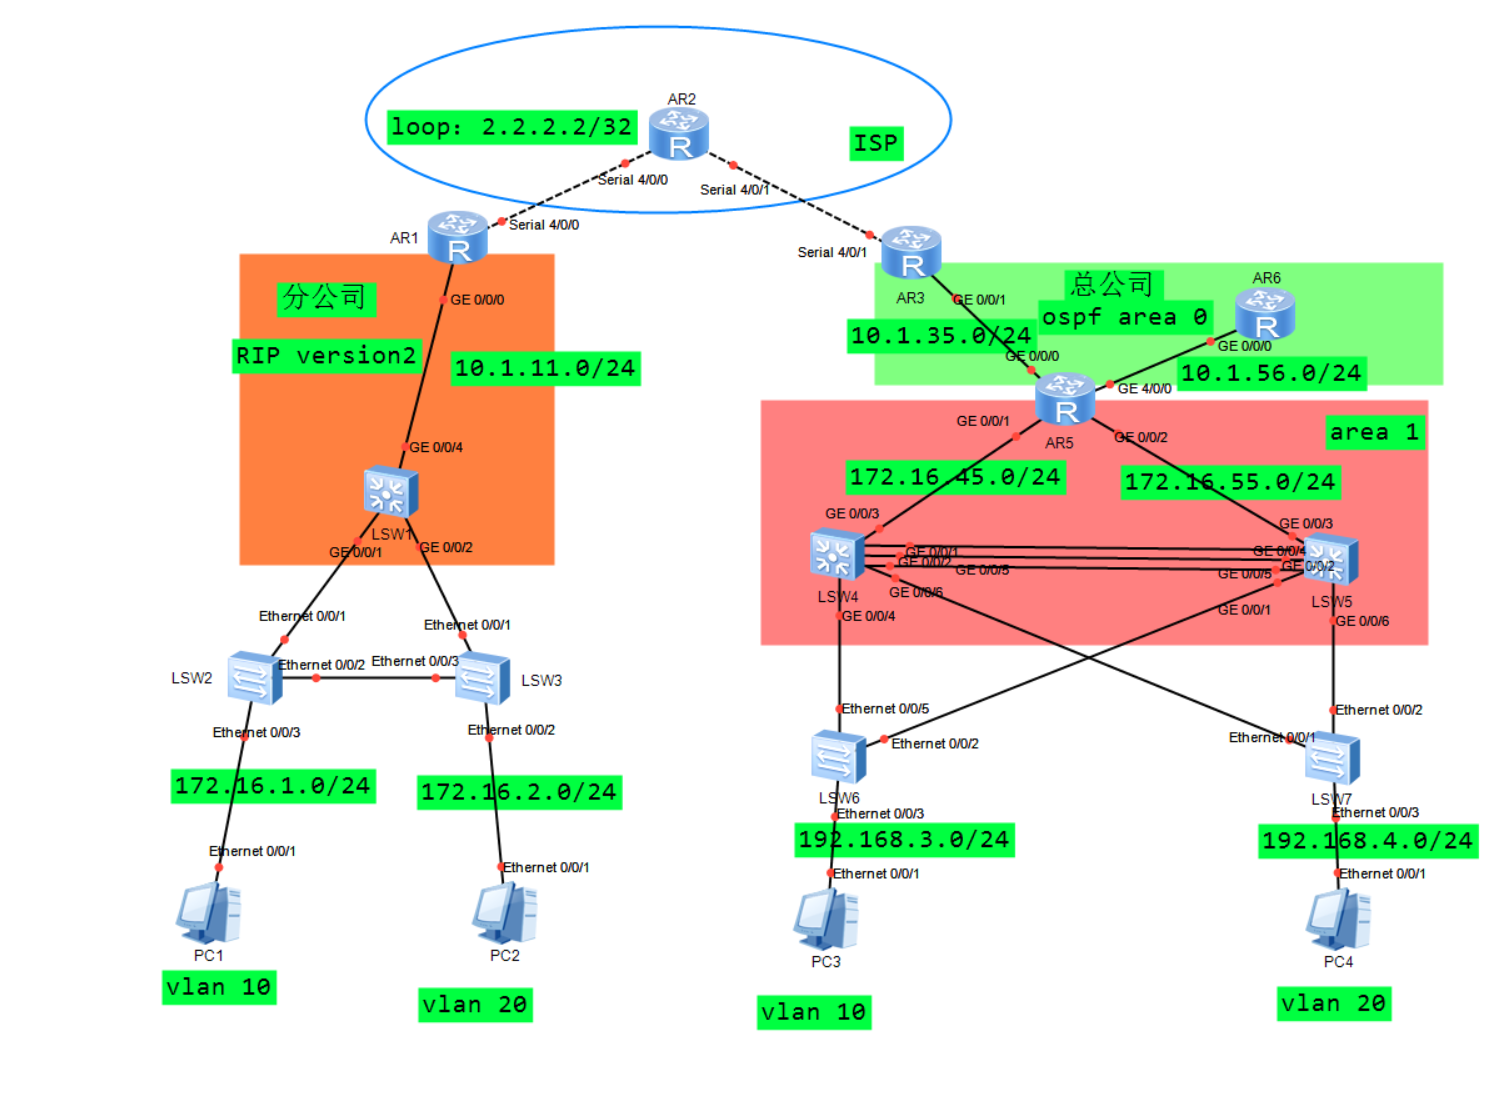 AR2
loop: 2.2.2.2/32
ISP
Serial 4/0/0
Serial 4/0/1
AR1
Serial 4/0/0
Serial 4/0/1
AR3
分公司
GE 0/0/0
RIP version2
10.1.11.0/24
GE 0/0/4
LSW1
GE 0/0/1
GE 0/0/2
总公司
AR6
GE 0/0/1
ospf area 0
10.1.35.0/24
GE 0/0/0
GE 0/0/0
10.1.56.0/24
GE 4/0/0
AR5
GE 0/0/1
GE 0/0/2
area 1
172.16.45.0/24
172.16.55.0/24
GE 0/0/3
GE 0/0/3
GE 0/0/1
GE 0/0/4
GE 0/0/2
GE 0/0/2
GE 0/0/5
GE 0/0/5
GE 0/0/6
GE 0/0/1
LSW4
LSW5
GE 0/0/4
GE 0/0/6
Ethernet 0/0/1
Ethernet 0/0/1
Ethernet 0/0/2
Ethernet 0/0/3
LSW2
LSW3
Ethernet 0/0/3
Ethernet 0/0/2
172.16.1.0/24
172.16.2.0/24
Ethernet 0/0/1
Ethernet 0/0/1
PC1
PC2
vlan 10
vlan 20
Ethernet 0/0/5
Ethernet 0/0/2
Ethernet 0/0/2
Ethernet 0/0/1
LSW6
LSW7
Ethernet 0/0/3
Ethernet 0/0/3
192.168.3.0/24
192.168.4.0/24
Ethernet 0/0/1
Ethernet 0/0/1
PC3
PC4
vlan 10
vlan 20